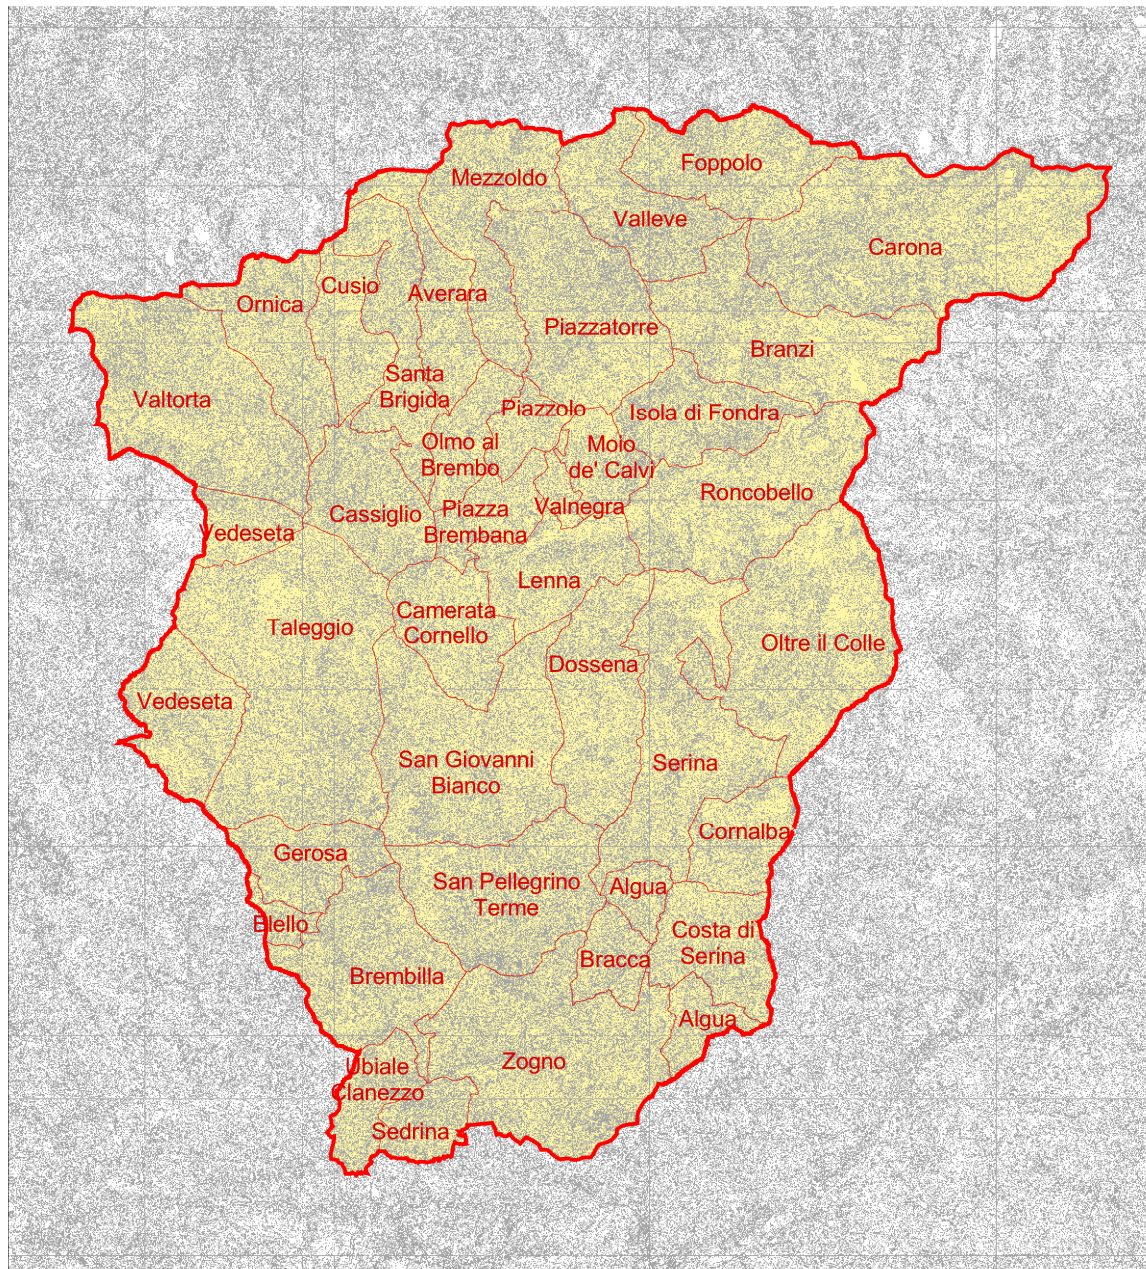 Foppolo
Mezzoldo
Valleve
Carona
Cusio
Averara
Ornica
Piazzatorre
Branzi
Santa
Brigida
Valtorta
Piazzolo
Isola di Fondra
Olmo al
Brembo
Moio
de' Calvi
Roncobello
Valnegra
Piazza
Brembana
Cassiglio
Vedeseta
Lenna
Camerata
Cornello
Taleggio
Oltre il Colle
Dossena
Vedeseta
San Giovanni
Bianco
Serina
Cornalba
Gerosa
San Pellegrino
Terme
Algua
Blello
Costa di
Serina
Bracca
Brembilla
Algua
Zogno
Ubiale
Clanezzo
Sedrina